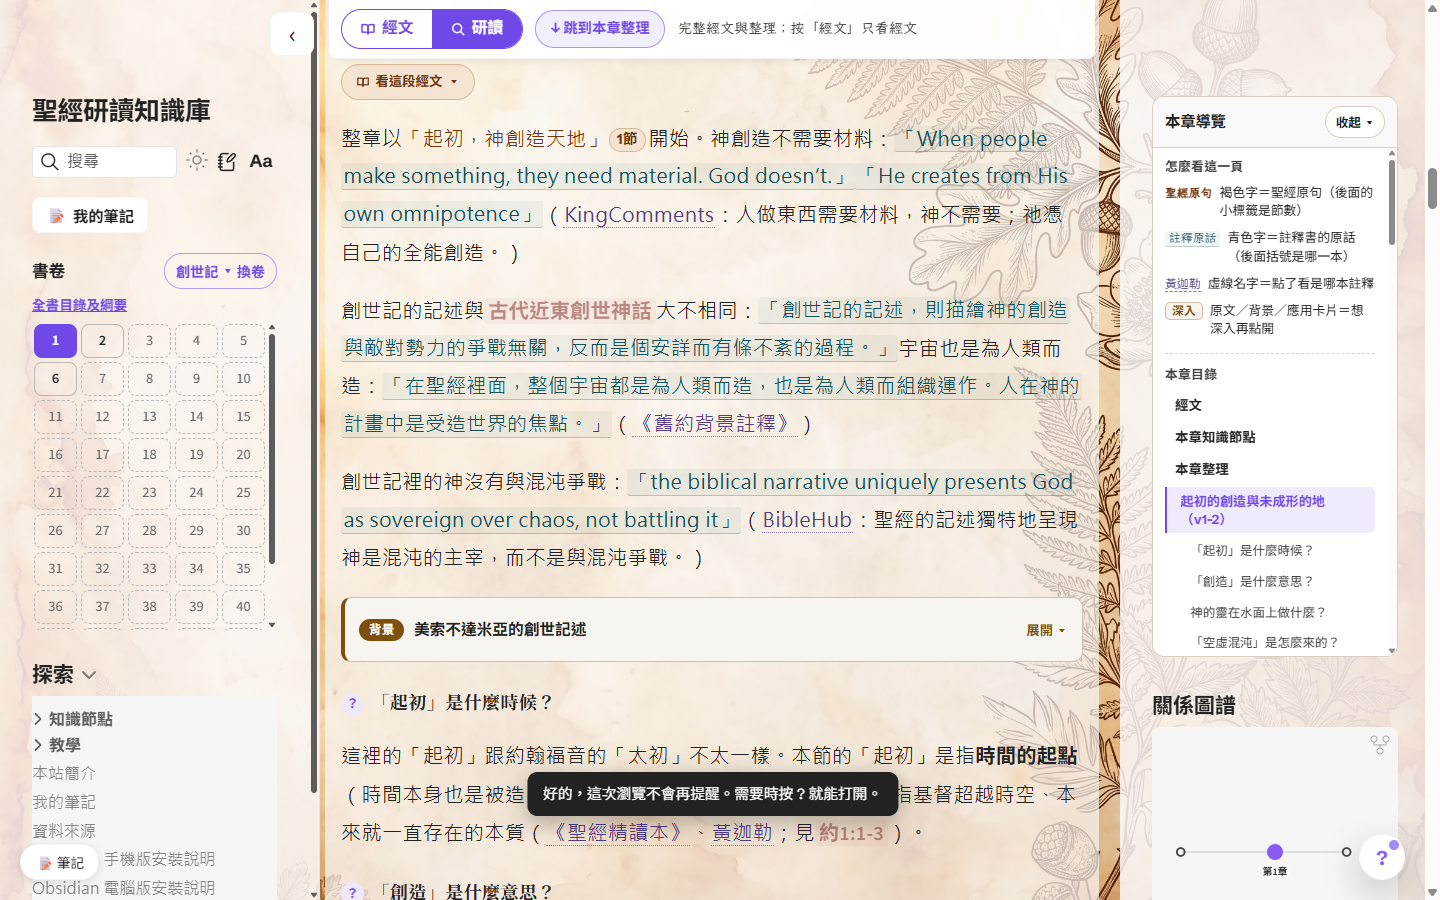 聖經研讀知識庫
搜尋
Aa
我的筆記
書卷
創世記 換卷
全書目錄及綱要
1 2 3 4 5
6 7 8 9 10
11 12 13 14 15
16 17 18 19 20
21 22 23 24 25
26 27 28 29 30
31 32 33 34 35
36 37 38 39 40
探索
知識節點
教學
本站簡介
我的筆記
資料來源
手機版安裝說明
Obsidian 電腦版安裝說明
筆記
經文
研讀
↓跳到本章整理
完整經文與整理;按「經文」只看經文
看這段經文
整章以「起初,神創造天地」 1節 開始。神創造不需要材料:「When people
make something, they need material. God doesn't.」「He creates from His
own omnipotence」(KingComments:人做東西需要材料,神不需要;祂憑
自己的全能創造。)
創世記的記述與古代近東創世神話大不相同:「創世記的記述,則描繪神的創造
與敵對勢力的爭戰無關,反而是個安詳而有條不紊的過程。」宇宙也是為人類而
造:「在聖經裡面,整個宇宙都是為人類而造,也是為人類而組織運作。人在神的
計畫中是受造世界的焦點。」(《舊約背景註釋》)
創世記裡的神沒有與混沌爭戰:「the biblical narrative uniquely presents God
as sovereign over chaos, not battling it」(BibleHub:聖經的記述獨特地呈現
神是混沌的主宰,而不是與混沌爭戰。)
背景 美索不達米亞的創世記述 展開
? 「起初」是什麼時候?
這裡的「起初」跟約翰福音的「太初」不太一樣。本節的「起初」是指時間的起點
(時間本身也是被造
指基督超越時空、本
來就一直存在的本質(《聖經精讀本》、黃迦勒;見 約1:1-3 )。
好的,這次瀏覽不會再提醒。需要時按?就能打開。
? 「創造」是什麼意思?
本章導覽
收起
怎麼看這一頁
聖經原句 褐色字=聖經原句(後面的
小標籤是節數)
註釋原話 青色字=註釋書的原話
(後面括號是哪一本)
黃迦勒 虛線名字=點了看是哪本註釋
深入 原文/背景/應用卡片=想
深入再點開
本章目錄
經文
本章知識節點
本章整理
起初的創造與未成形的地
(v1-2)
「起初」是什麼時候?
「創造」是什麼意思?
神的靈在水面上做什麼?
「空虛混沌」是怎麼來的?
關係圖譜
第1章
?